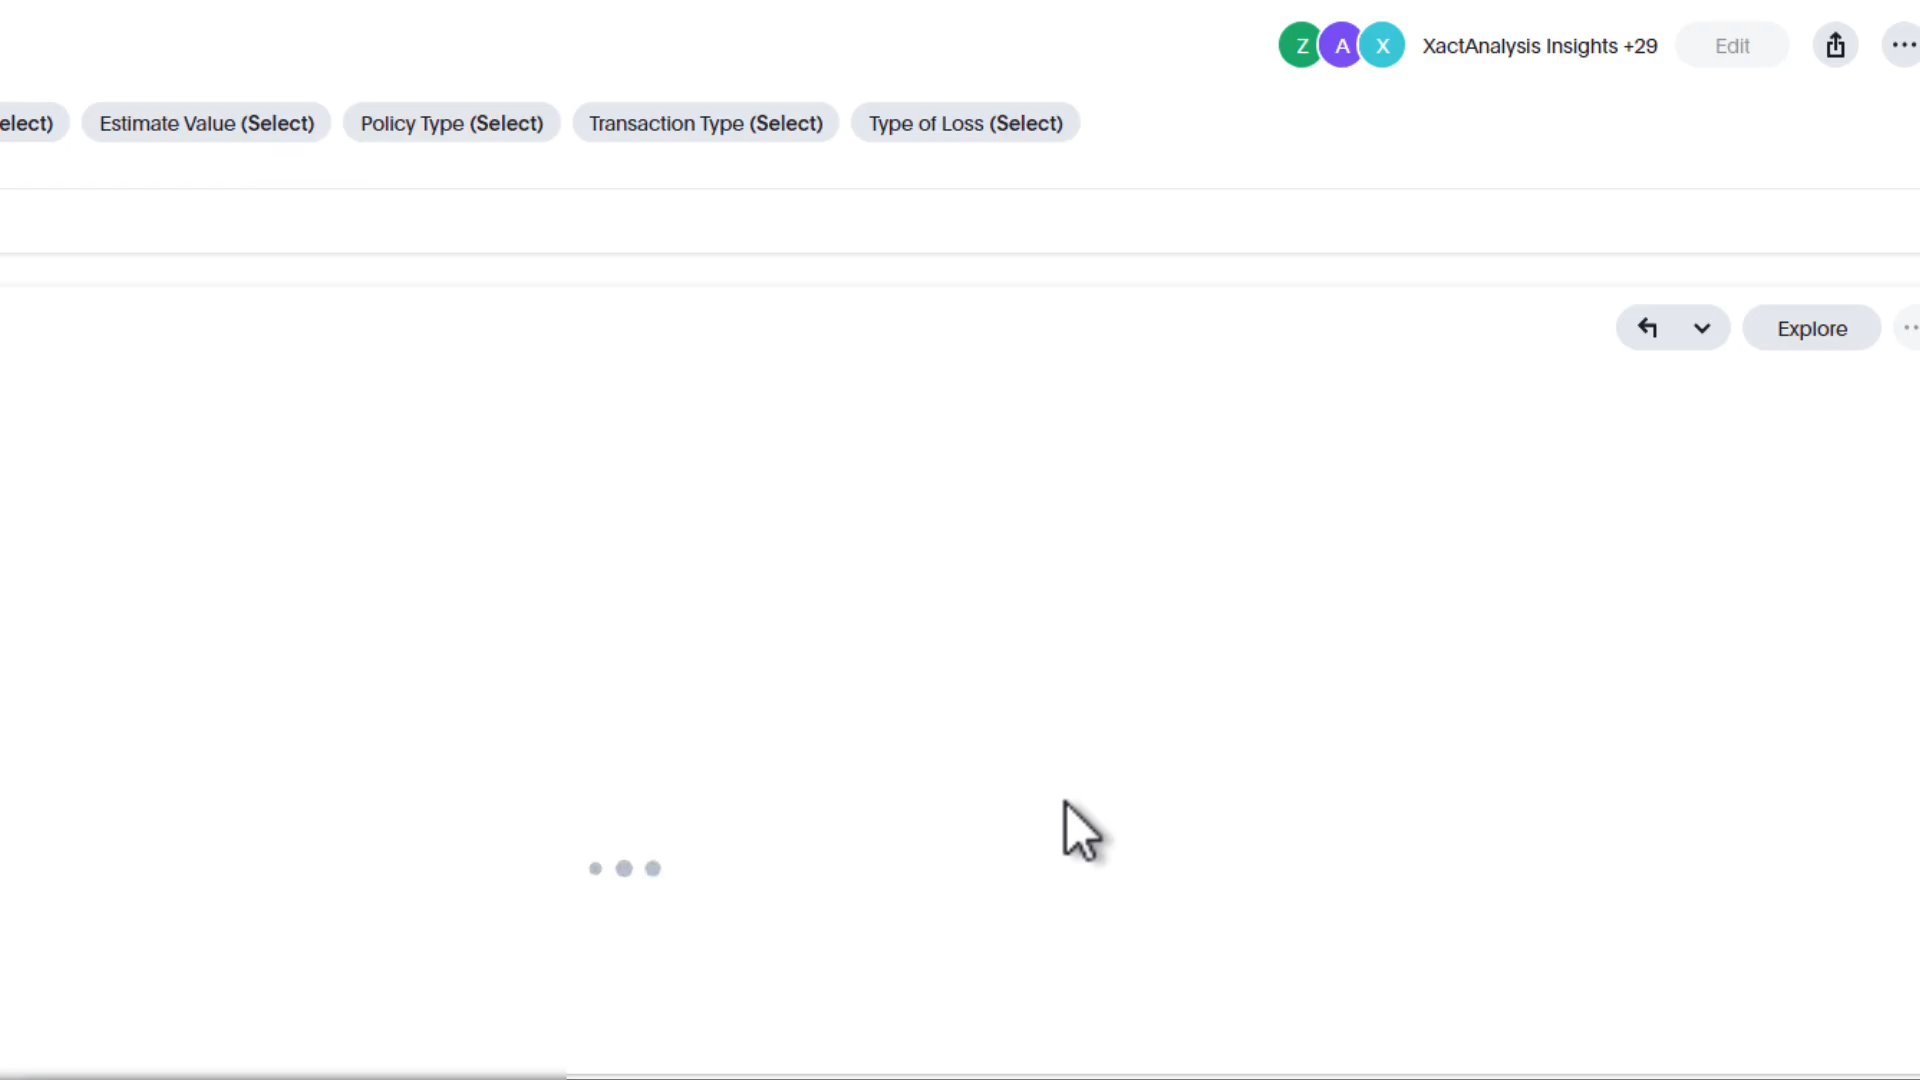 Z A X XactAnalysis Insights +29 Edit
elect) Estimate Value (Select) Policy Type (Select) Transaction Type (Select) Type of Loss (Select)
Explore